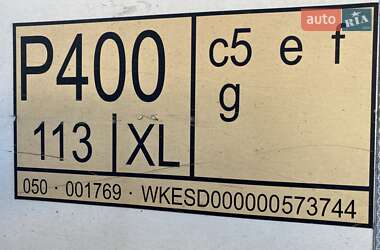 auto RIA
P400
c5 e f
g
113 XL
050 · 001769 · WKESD000000573744